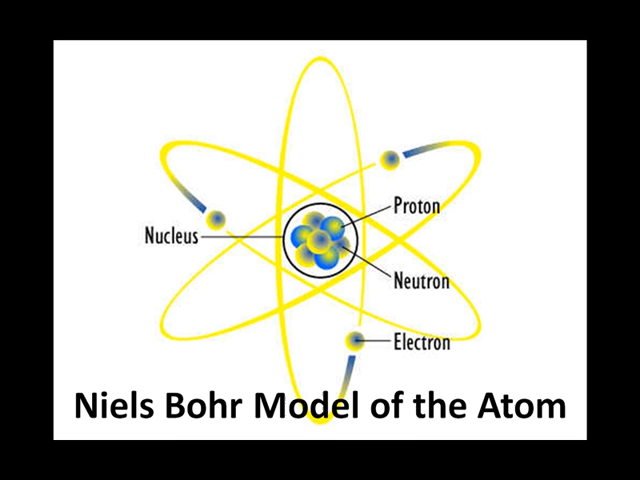 Proton
Nucleus
Neutron
Electron
Niels Bohr Model of the Atom